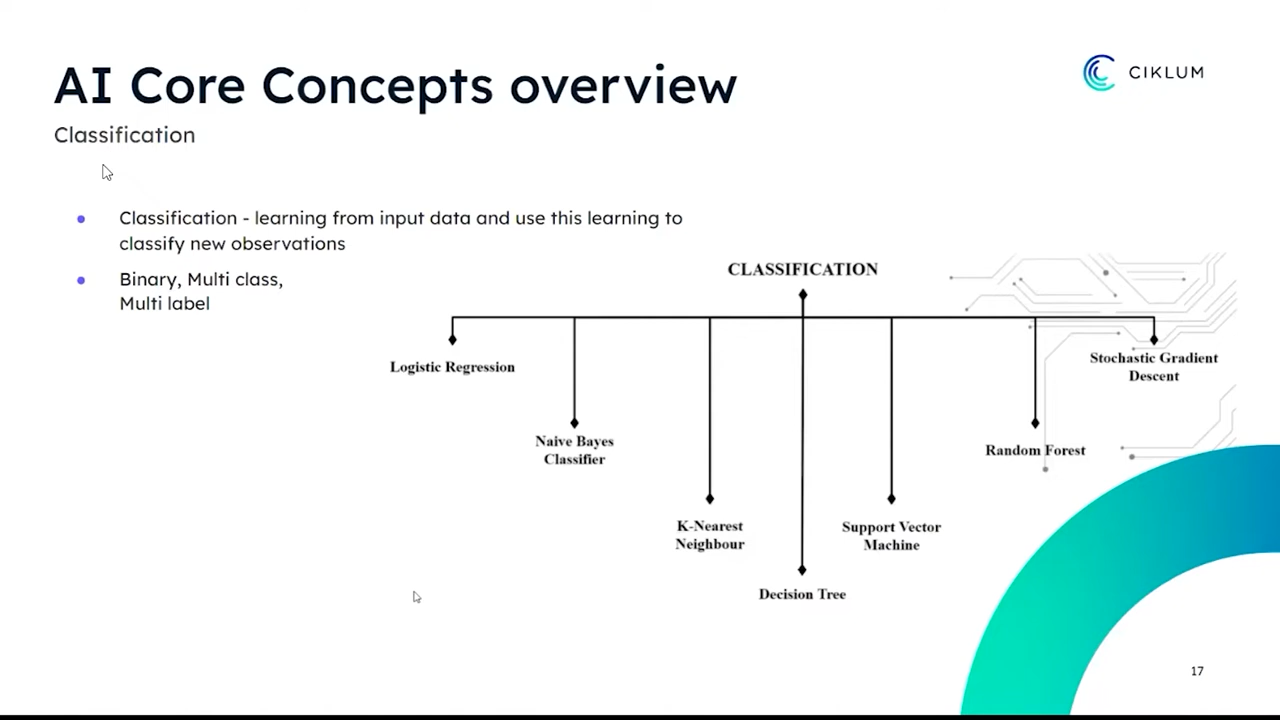 AI Core Concepts overview
CIKLUM
Classification
Classification - learning from input data and use this learning to
classify new observations
Binary, Multi class,
Multi label
CLASSIFICATION
Logistic Regression
Naive Bayes
Classifier
K-Nearest
Neighbour
Decision Tree
Support Vector
Machine
Random Forest
Stochastic Gradient
Descent
17